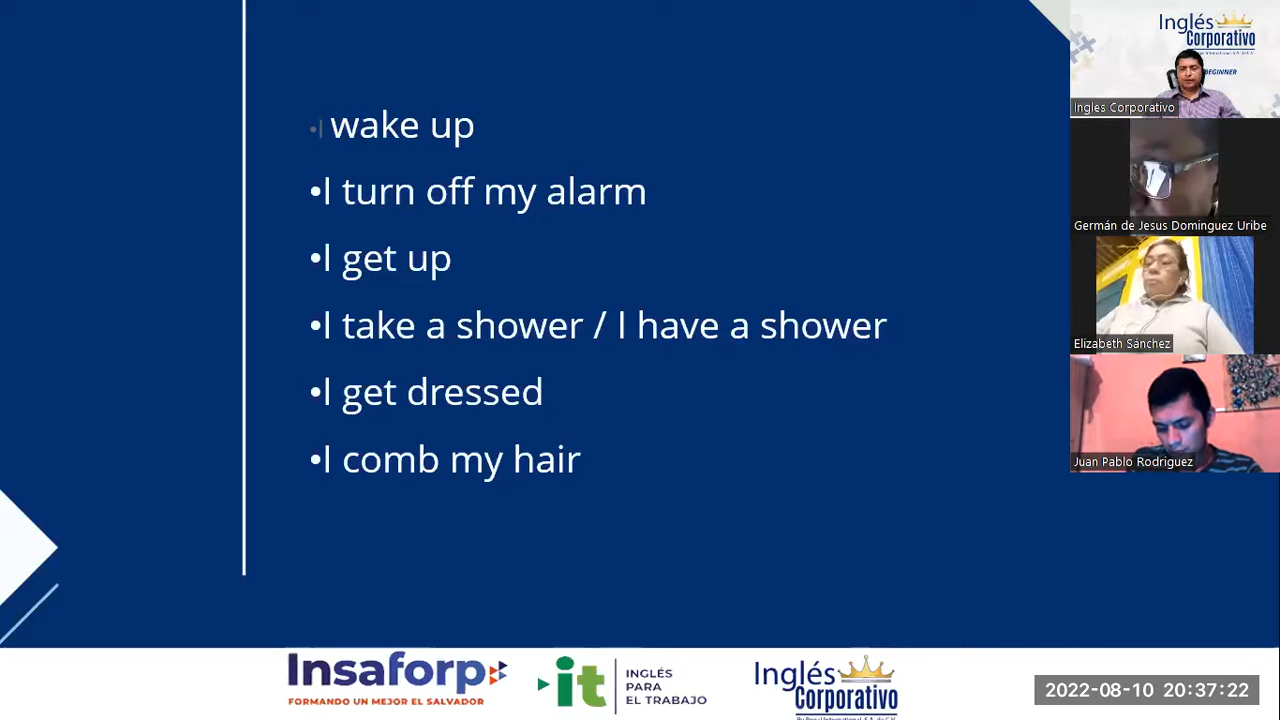 •I wake up
•I turn off my alarm
•I get up
•I take a shower / I have a shower
•I get dressed
•I comb my hair
Inglés
Corporativo
BEGINNER
Ingles Corporativo
Germán de Jesus Dominguez Uribe
Elizabeth Sánchez
Juan Pablo Rodriguez
Insaforp
FORMANDO UN MEJOR EL SALVADOR
it
INGLÉS
PARA
EL TRABAJO
Inglés
Corporativo
2022-08-10 20:37:22